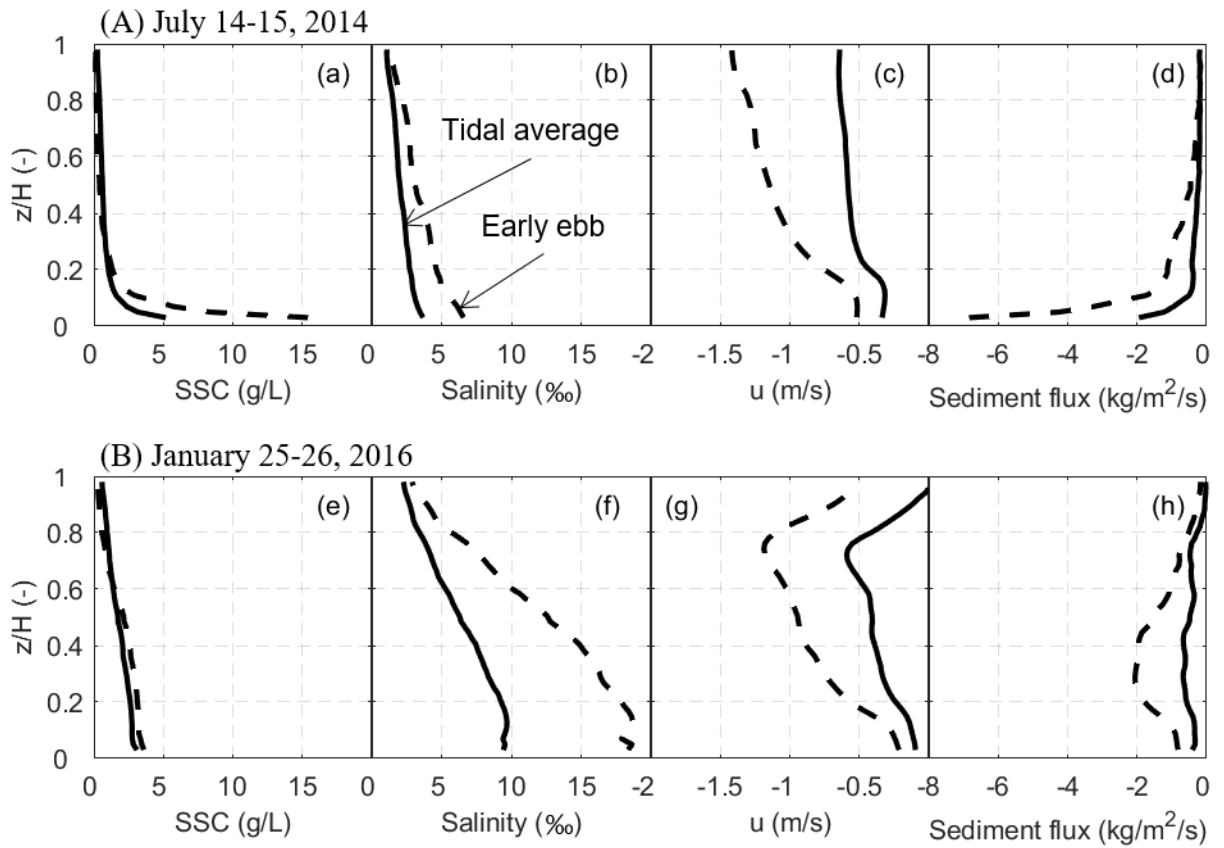 (A) July 14-15, 2014
(a) (b) (c) (d)
Tidal average
Early ebb
z/H (-)
1
0.8
0.6
0.4
0.2
0
0 5 10 15 0 5 10 15 -2 -1.5 -1 -0.5 -8 -6 -4 -2 0
SSC (g/L) Salinity (‰) u (m/s) Sediment flux (kg/m²/s)
(B) January 25-26, 2016
(e) (f) (g) (h)
z/H (-)
1
0.8
0.6
0.4
0.2
0
0 5 10 15 0 5 10 15 -2 -1.5 -1 -0.5 -8 -6 -4 -2 0
SSC (g/L) Salinity (‰) u (m/s) Sediment flux (kg/m²/s)